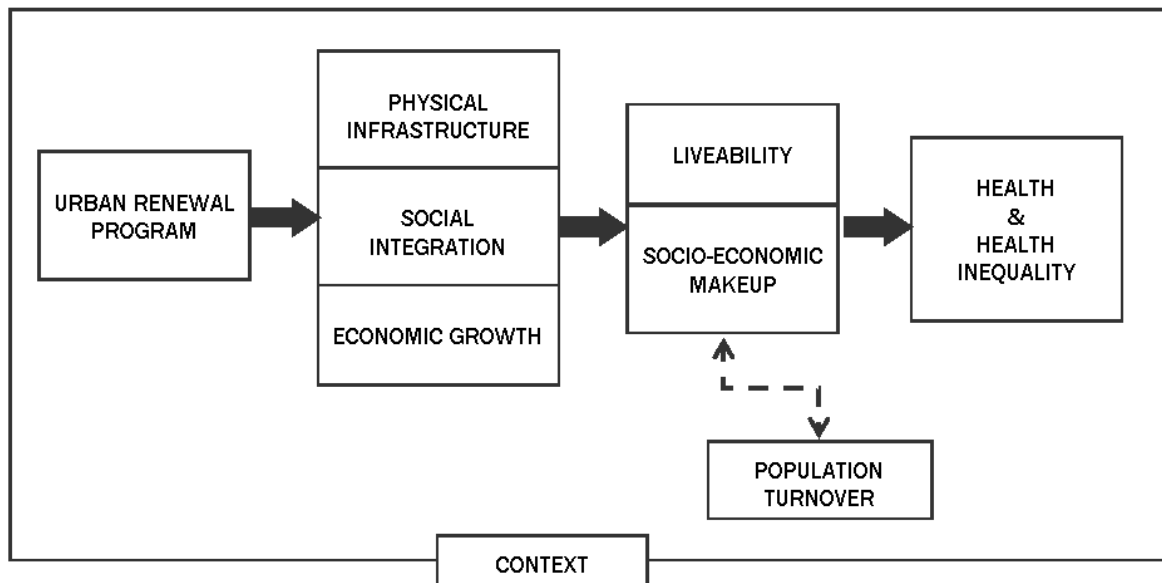 URBAN RENEWAL
PROGRAM
PHYSICAL
INFRASTRUCTURE
SOCIAL
INTEGRATION
ECONOMIC GROWTH
LIVEABILITY
SOCIO-ECONOMIC
MAKEUP
HEALTH
&
HEALTH
INEQUALITY
POPULATION
TURNOVER
CONTEXT